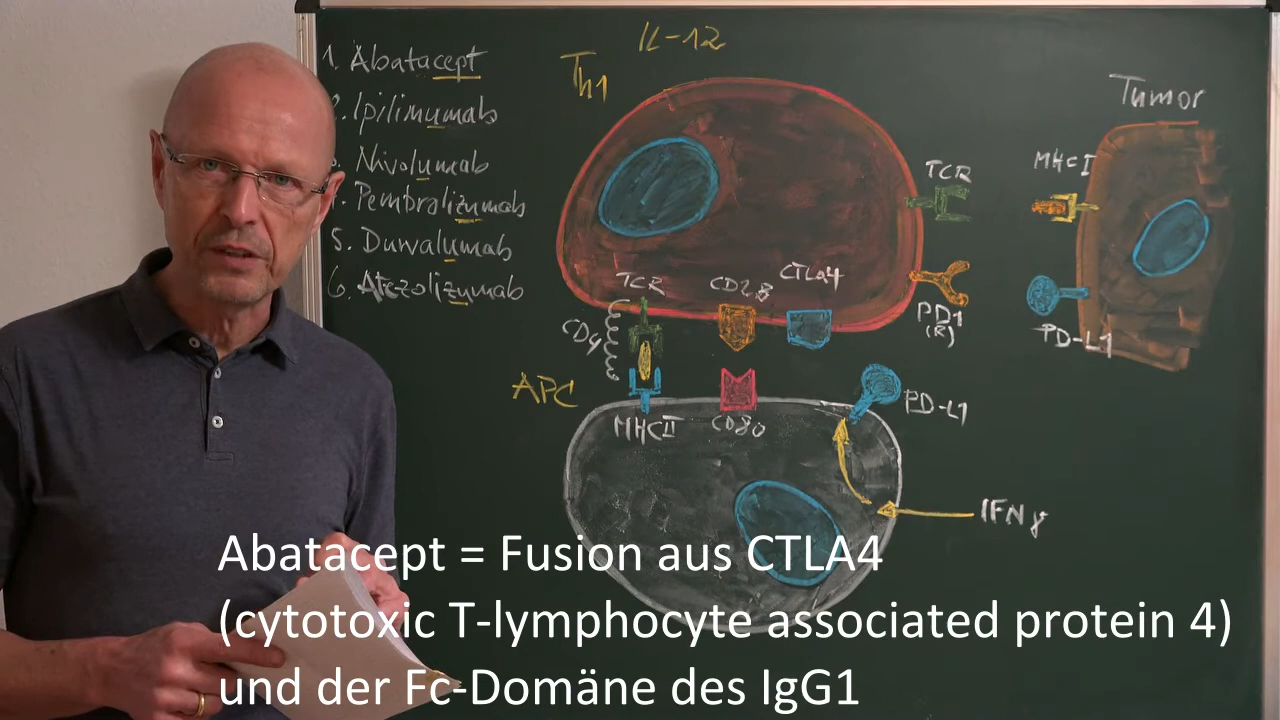 1. Abatacept
2. Ipilimumab
3. Nivolumab
4. Pembrolizumab
5. Durvalumab
6. Atezolizumab
IL-12
Th1
TCR
CD28
CTLA4
CD4
APC
MHC II
CD80
PD-L1
IFN γ
TCR
PD1
(R)
Tumor
MHC I
PD-L1
Abatacept = Fusion aus CTLA4
(cytotoxic T-lymphocyte associated protein 4)
und der Fc-Domäne des IgG1